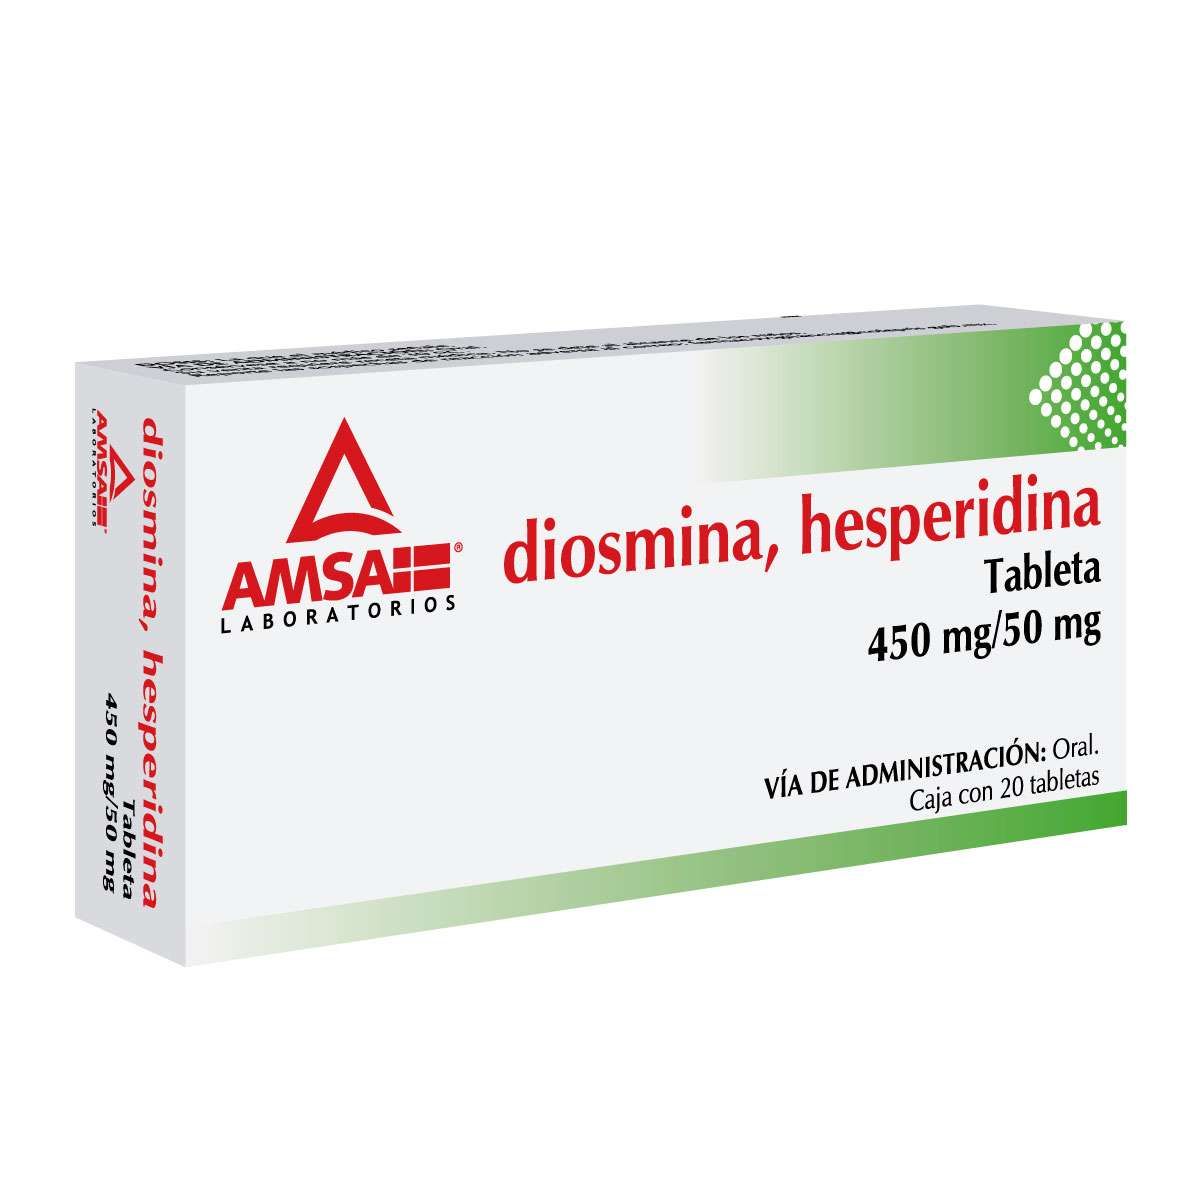 AMSA®
LABORATORIOS
diosmina, hesperidina
Tableta
450 mg/50 mg
VÍA DE ADMINISTRACIÓN: Oral.
Caja con 20 tabletas
AMSA
LABORATORIOS
diosmina, hesperidina
Tableta
450 mg/50 mg